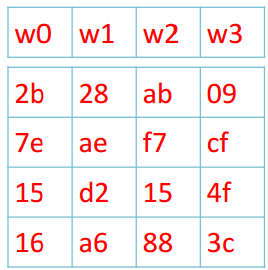 w0 w1 w2 w3
2b 28 ab 09
7e ae f7 cf
15 d2 15 4f
16 a6 88 3c